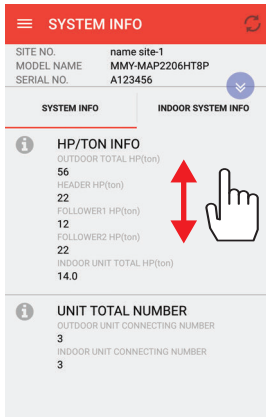 SYSTEM INFO
SITE NO. name site-1
MODEL NAME MMY-MAP2206HT8P
SERIAL NO. A123456
SYSTEM INFO INDOOR SYSTEM INFO
HP/TON INFO
OUTDOOR TOTAL HP(ton)
56
HEADER HP(ton)
22
FOLLOWER1 HP(ton)
12
FOLLOWER2 HP(ton)
22
INDOOR UNIT TOTAL HP(ton)
14.0
UNIT TOTAL NUMBER
OUTDOOR UNIT CONNECTING NUMBER
3
INDOOR UNIT CONNECTING NUMBER
3